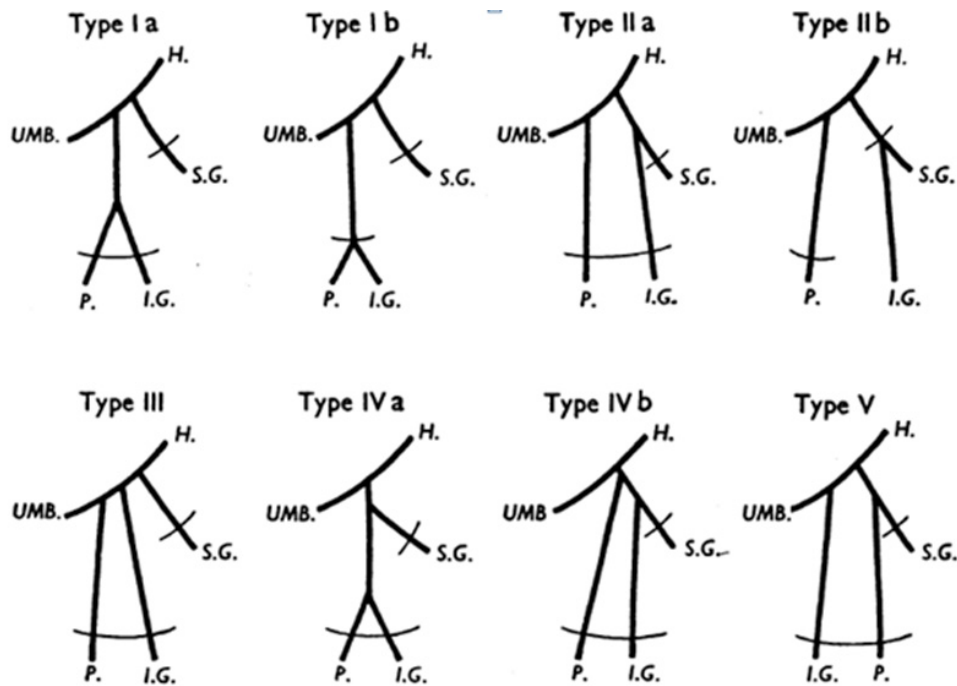 Type I a Type I b Type II a Type II b
H. H. H. H.
UMB. UMB. UMB. UMB.
S.G. S.G. S.G. S.G.
P. I.G. P. I.G. P. I.G. P. I.G.
Type III Type IV a Type IV b Type V
H. H. H. H.
UMB. UMB. UMB UMB.
S.G. S.G. S.G. S.G.
P. I.G. P. I.G. P. I.G. I.G. P.